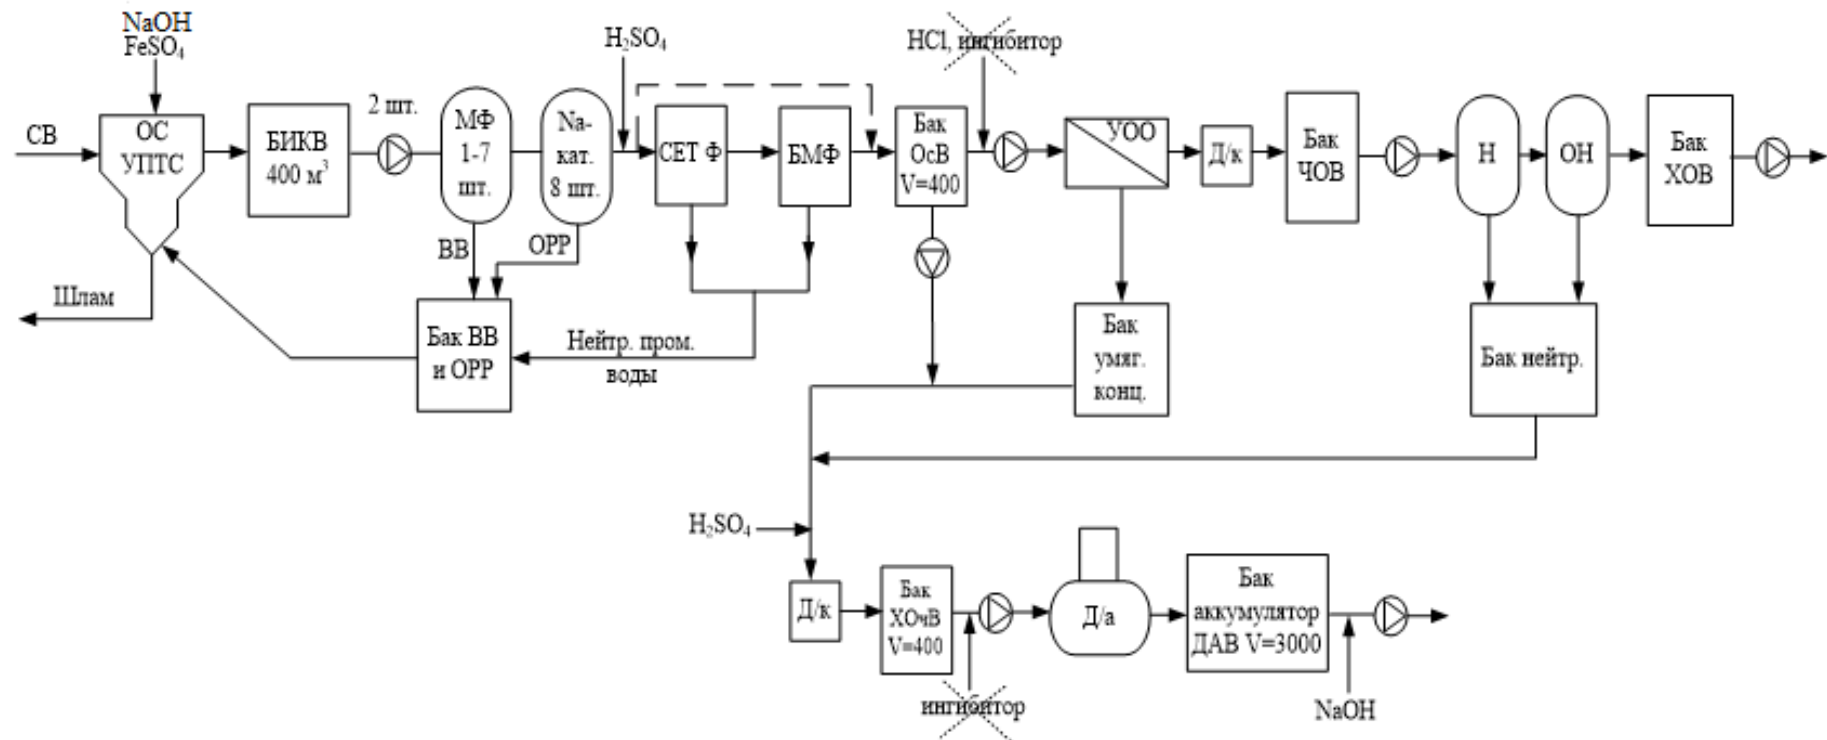 NaOH
FeSO₄
СВ
ОС
УПТС
Шлам
БИКВ
400 м³
2 шт.
МФ
1-7
шт.
Na-
кат.
8 шт.
ВВ
ОРР
Бак ВВ
и ОРР
H₂SO₄
СЕТ Ф
БМФ
Нейтр. пром.
воды
Бак
ОсВ
V=400
HCl, ингибитор
УОО
Бак
умяг.
конц.
Д/к
Бак
ЧОВ
Н
ОН
Бак
ХОВ
Бак нейтр.
H₂SO₄
Д/к
Бак
ХОчВ
V=400
ингибитор
Д/а
Бак
аккумулятор
ДАВ V=3000
NaOH